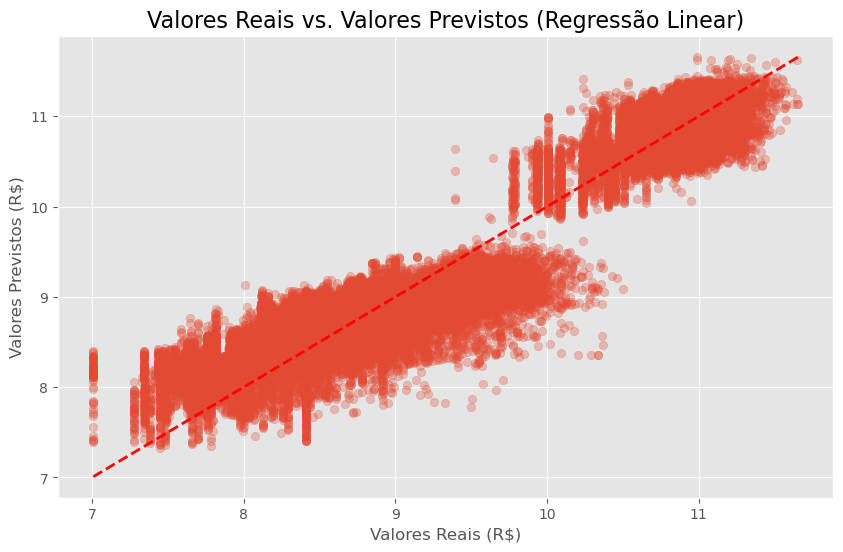 Valores Reais vs. Valores Previstos (Regressão Linear)
Valores Previstos (R$)
11
10
9
8
7
7 8 9 10 11
Valores Reais (R$)